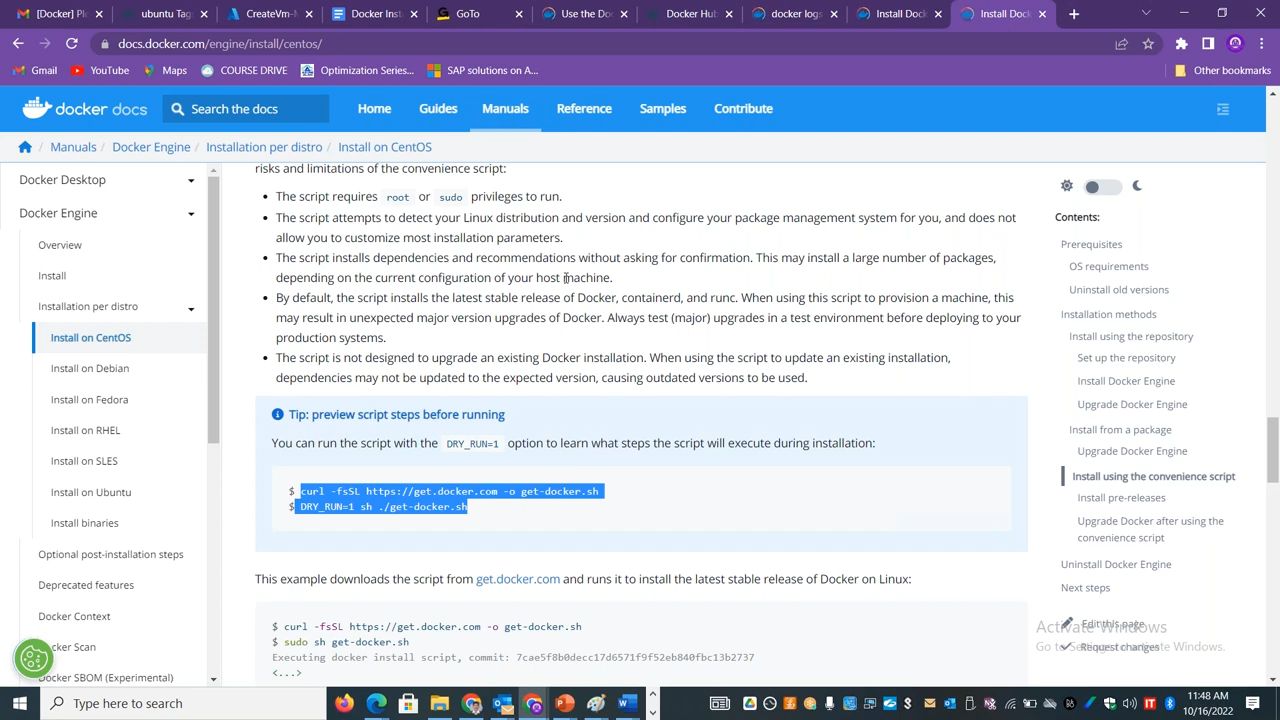 [Docker] Ple
ubuntu Tags
CreateVm-M
Docker Inst
GoTo
Use the Do
Docker Hub
docker logs
Install Dock
Install Dock
docs.docker.com/engine/install/centos/
Gmail
YouTube
Maps
COURSE DRIVE
Optimization Series...
SAP solutions on A...
Other bookmarks
docker docs
Search the docs
Home
Guides
Manuals
Reference
Samples
Contribute
Manuals / Docker Engine / Installation per distro / Install on CentOS
Docker Desktop
Docker Engine
Overview
Install
Installation per distro
Install on CentOS
Install on Debian
Install on Fedora
Install on RHEL
Install on SLES
Install on Ubuntu
Install binaries
Optional post-installation steps
Deprecated features
Docker Context
Docker Scan
Docker SBOM (Experimental)
risks and limitations of the convenience script:
The script requires root or sudo privileges to run.
The script attempts to detect your Linux distribution and version and configure your package management system for you, and does not
allow you to customize most installation parameters.
The script installs dependencies and recommendations without asking for confirmation. This may install a large number of packages,
depending on the current configuration of your host machine.
By default, the script installs the latest stable release of Docker, containerd, and runc. When using this script to provision a machine, this
may result in unexpected major version upgrades of Docker. Always test (major) upgrades in a test environment before deploying to your
production systems.
The script is not designed to upgrade an existing Docker installation. When using the script to update an existing installation,
dependencies may not be updated to the expected version, causing outdated versions to be used.
Tip: preview script steps before running
You can run the script with the DRY_RUN=1 option to learn what steps the script will execute during installation:
$ curl -fsSL https://get.docker.com -o get-docker.sh
$ DRY_RUN=1 sh ./get-docker.sh
This example downloads the script from get.docker.com and runs it to install the latest stable release of Docker on Linux:
$ curl -fsSL https://get.docker.com -o get-docker.sh
$ sudo sh get-docker.sh
Executing docker install script, commit: 7cae5f8b0decc17d6571f9f52eb840fbc13b2737
<...>
Contents:
Prerequisites
OS requirements
Uninstall old versions
Installation methods
Install using the repository
Set up the repository
Install Docker Engine
Upgrade Docker Engine
Install from a package
Upgrade Docker Engine
Install using the convenience script
Install pre-releases
Upgrade Docker after using the
convenience script
Uninstall Docker Engine
Next steps
Edit this page
Request changes
Activate Windows
Go to Settings to activate Windows.
Type here to search
11:48 AM
10/16/2022